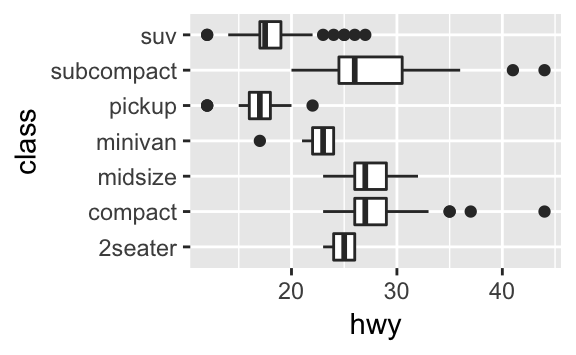 suv
subcompact
pickup
minivan
midsize
compact
2seater
class
20 30 40
hwy